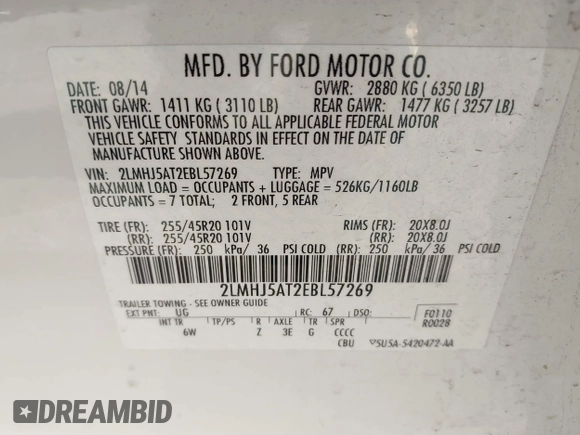 MFD. BY FORD MOTOR CO.
DATE: 08/14 GVWR: 2880 KG ( 6350 LB)
FRONT GAWR: 1411 KG ( 3110 LB) REAR GAWR: 1477 KG ( 3257 LB)
THIS VEHICLE CONFORMS TO ALL APPLICABLE FEDERAL MOTOR
VEHICLE SAFETY STANDARDS IN EFFECT ON THE DATE OF
MANUFACTURE SHOWN ABOVE.
VIN: 2LMHJ5AT2EBL57269 TYPE: MPV
MAXIMUM LOAD = OCCUPANTS + LUGGAGE = 526KG/1160LB
OCCUPANTS = 7 TOTAL; 2 FRONT, 5 REAR
TIRE (FR): 255/45R20 101V RIMS (FR): 20X8.0J
(RR): 255/45R20 101V (RR): 20X8.0J
PRESSURE (FR): 250 kPa/ 36 PSI COLD (RR): 250 kPa/ 36 PSI COLD
2LMHJ5AT2EBL57269
TRAILER TOWING - SEE OWNER GUIDE
EXT PNT: UG RC: 67 DSO: F0110
R0028
INT TR TP/PS R AXLE TR SPR
6W Z 3E G CCCC
CBU 5U5A-5420472-AA
DREAMBID